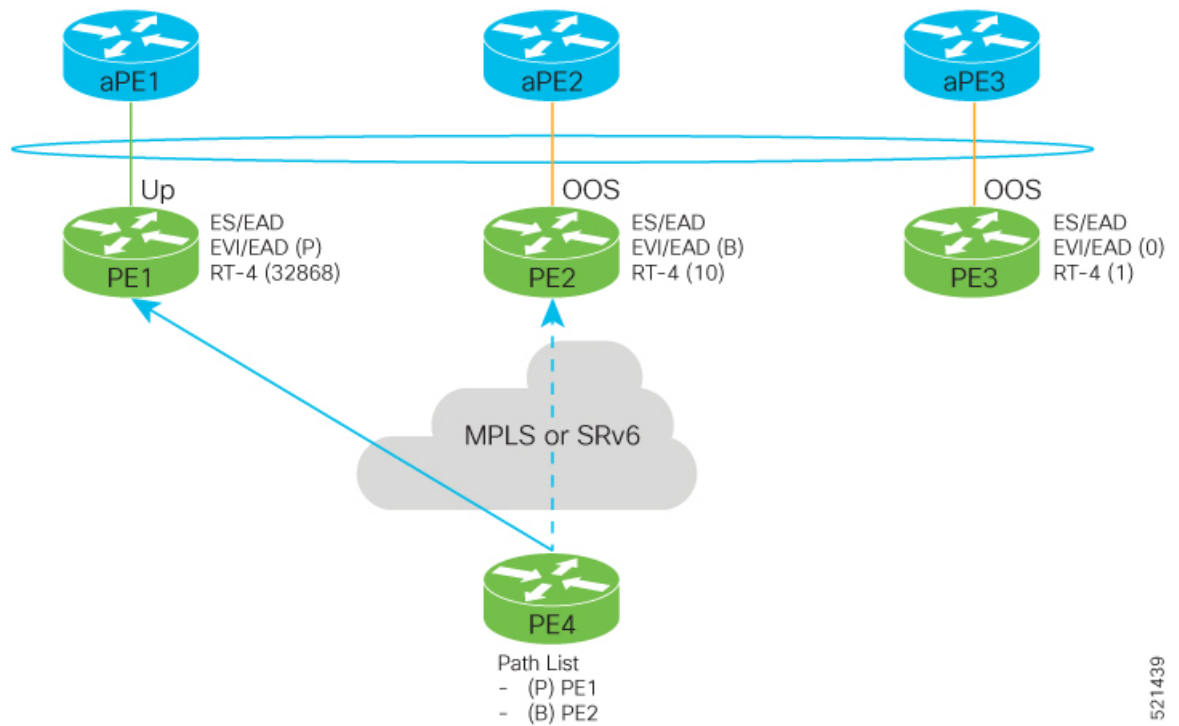 aPE1
aPE2
aPE3
Up
OOS
OOS
PE1
ES/EAD
EVI/EAD (P)
RT-4 (32868)
PE2
ES/EAD
EVI/EAD (B)
RT-4 (10)
PE3
ES/EAD
EVI/EAD (0)
RT-4 (1)
MPLS or SRv6
PE4
Path List
- (P) PE1
- (B) PE2
521439